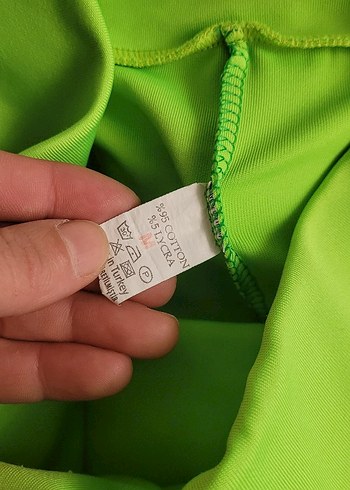 %95 COTTON
%5 LYCRA
P
in Turkey